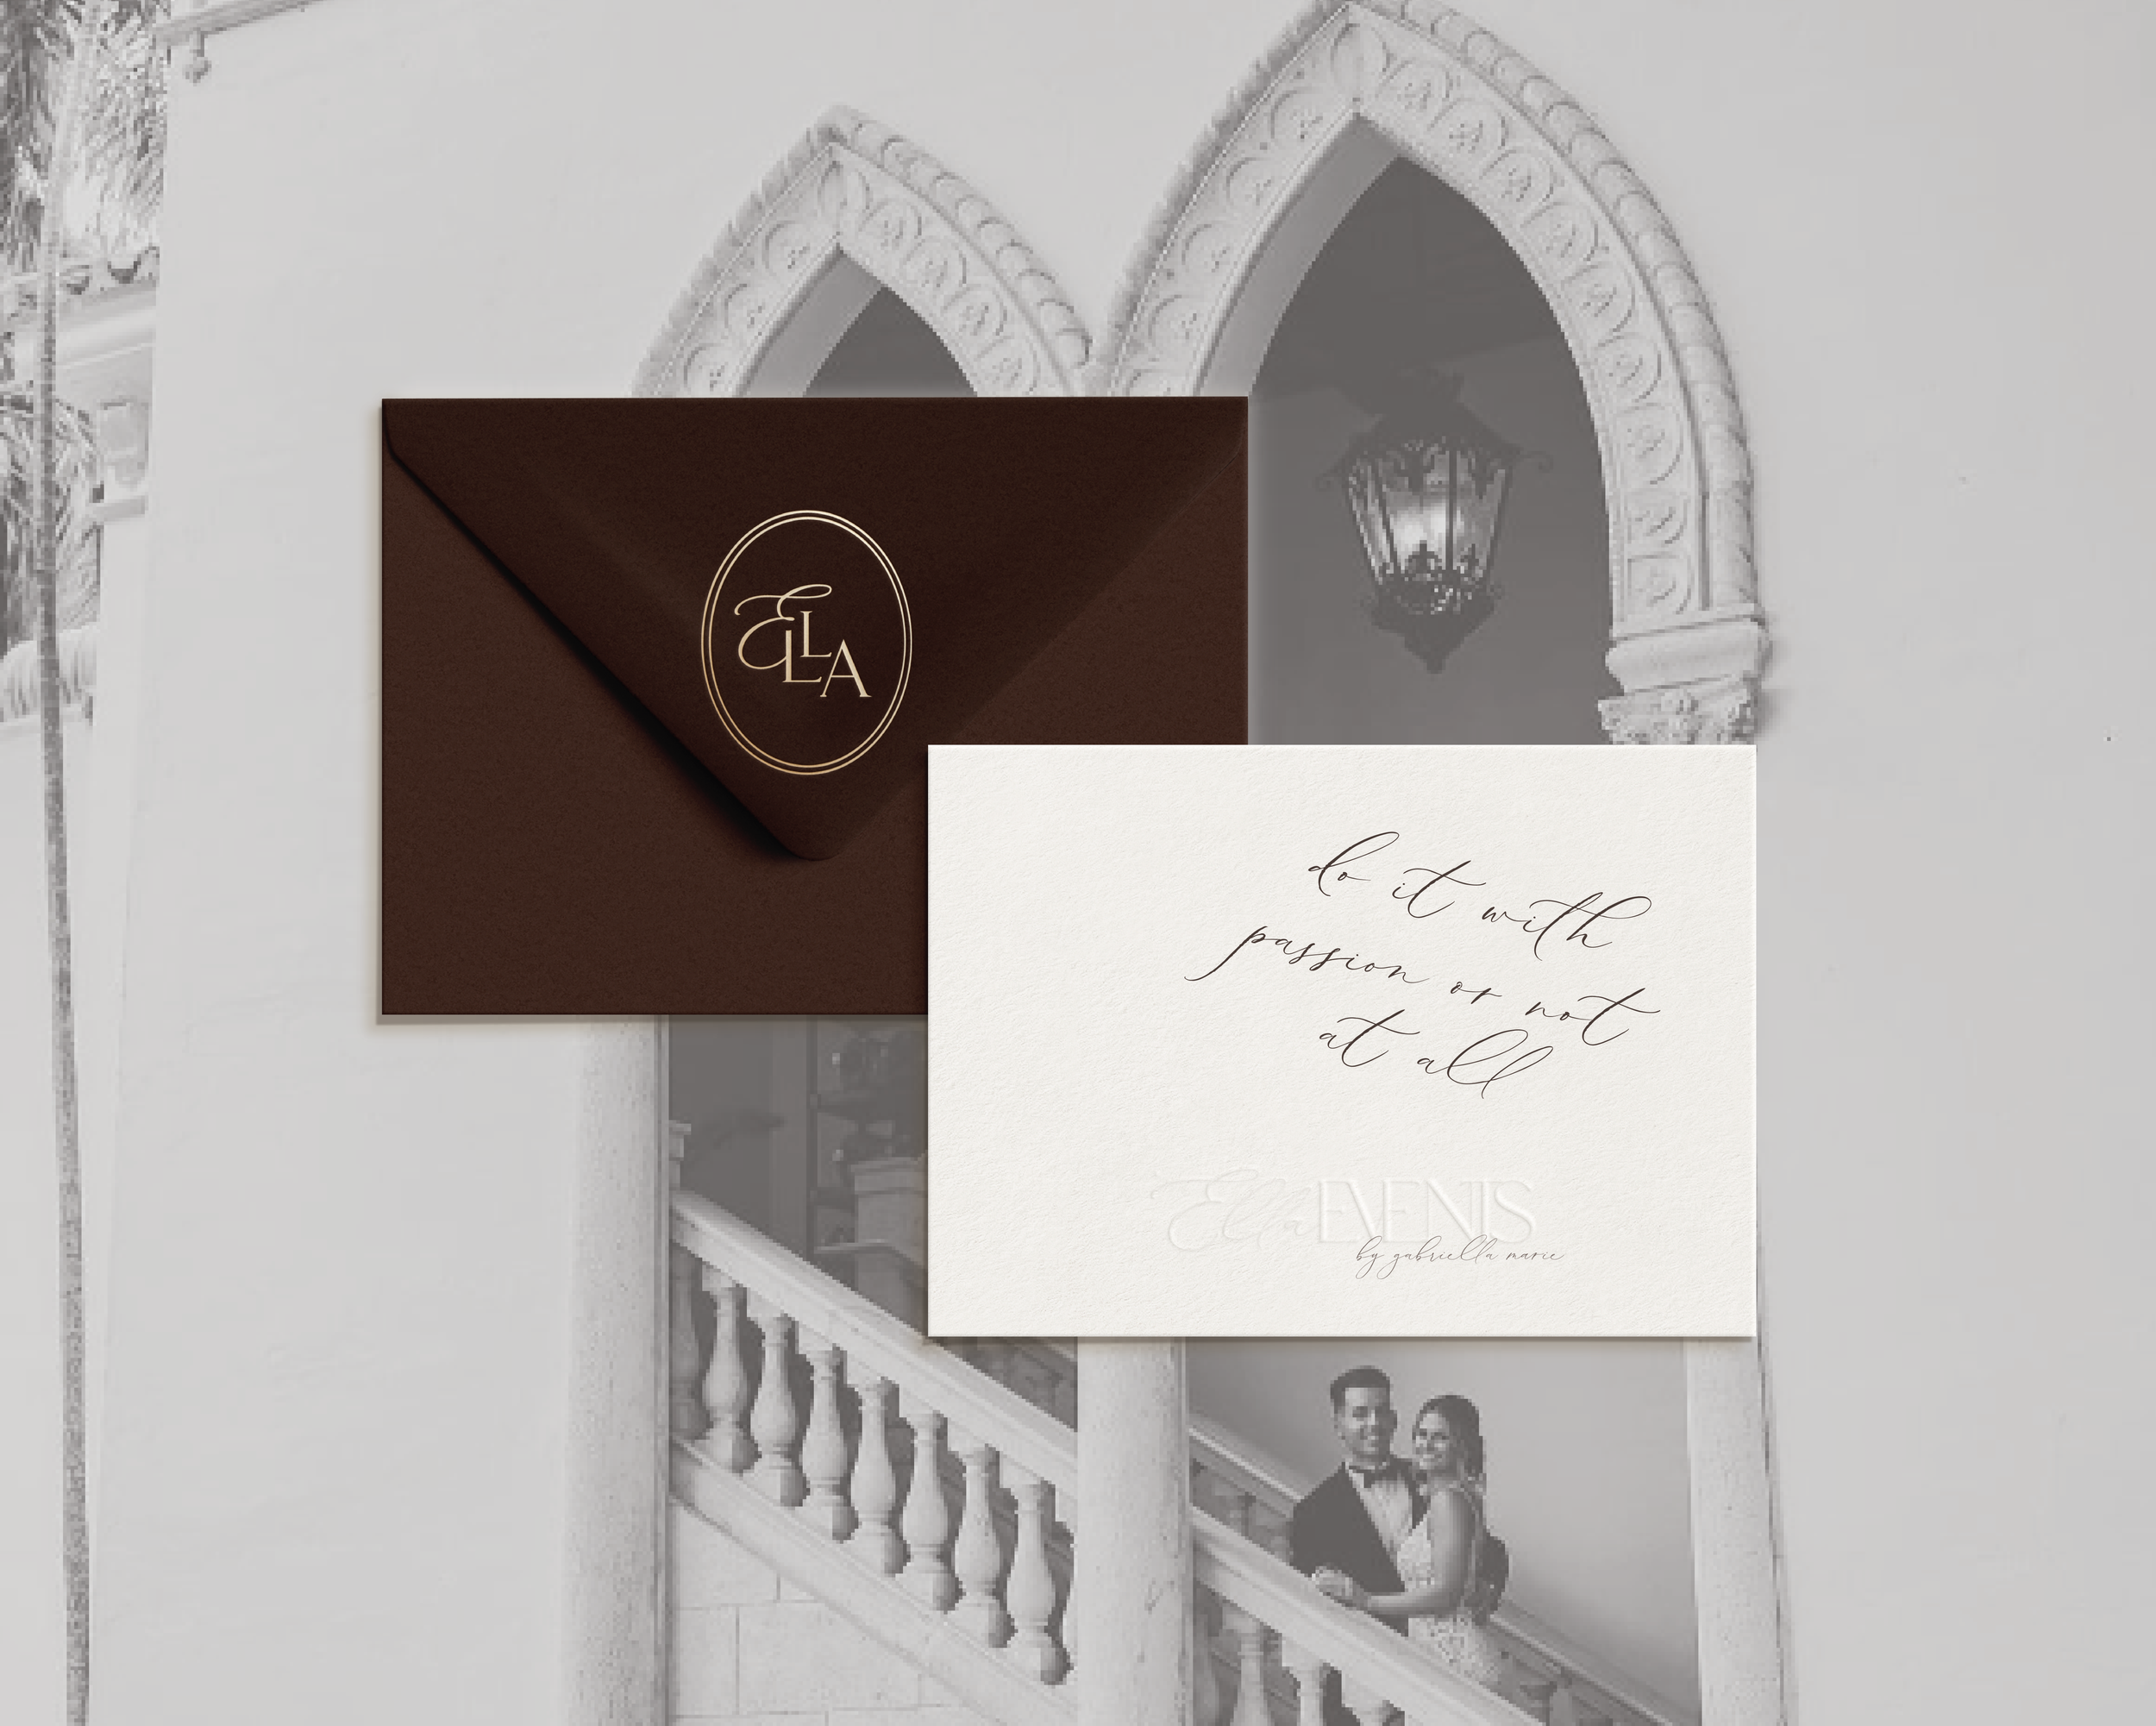 ELLA
do it with
passion or not
at all
Ella EVENTS
by gabriella marie